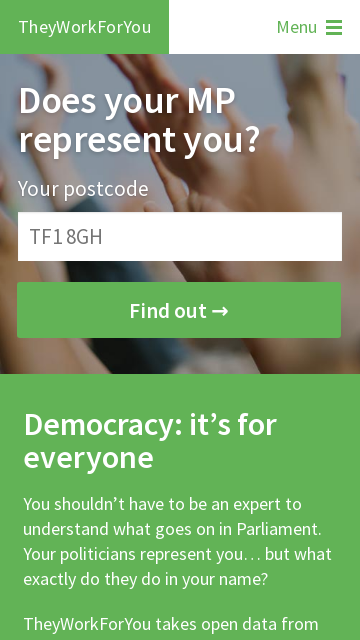 TheyWorkForYou
Menu
Does your MP
represent you?
Your postcode
TF1 8GH
Find out →
Democracy: it’s for
everyone
You shouldn’t have to be an expert to
understand what goes on in Parliament.
Your politicians represent you… but what
exactly do they do in your name?
TheyWorkForYou takes open data from